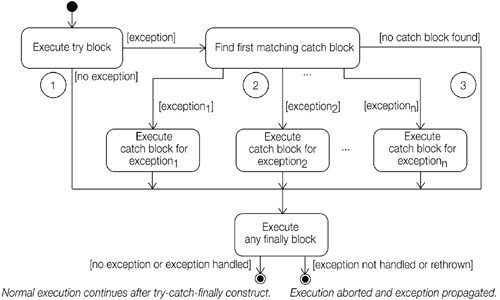 Execute try block
[exception]
Find first matching catch block
[no catch block found]
1
[no exception]
2
...
3
[exception1]
[exception2]
[exceptionn]
Execute
catch block for
exception1
Execute
catch block for
exception2
...
Execute
catch block for
exceptionn
Execute
any finally block
[no exception or exception handled]
[exception not handled or rethrown]
Normal execution continues after try-catch-finally construct.
Execution aborted and exception propagated.